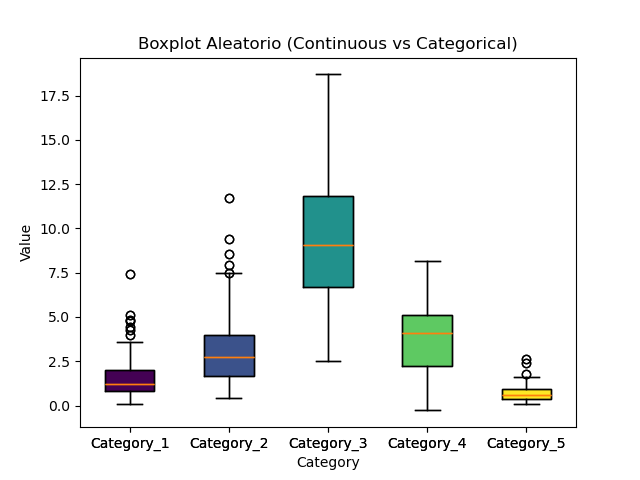 Boxplot Aleatorio (Continuous vs Categorical)
17.5
15.0
12.5
10.0
7.5
5.0
2.5
0.0
Value
Category_1 Category_2 Category_3 Category_4 Category_5
Category